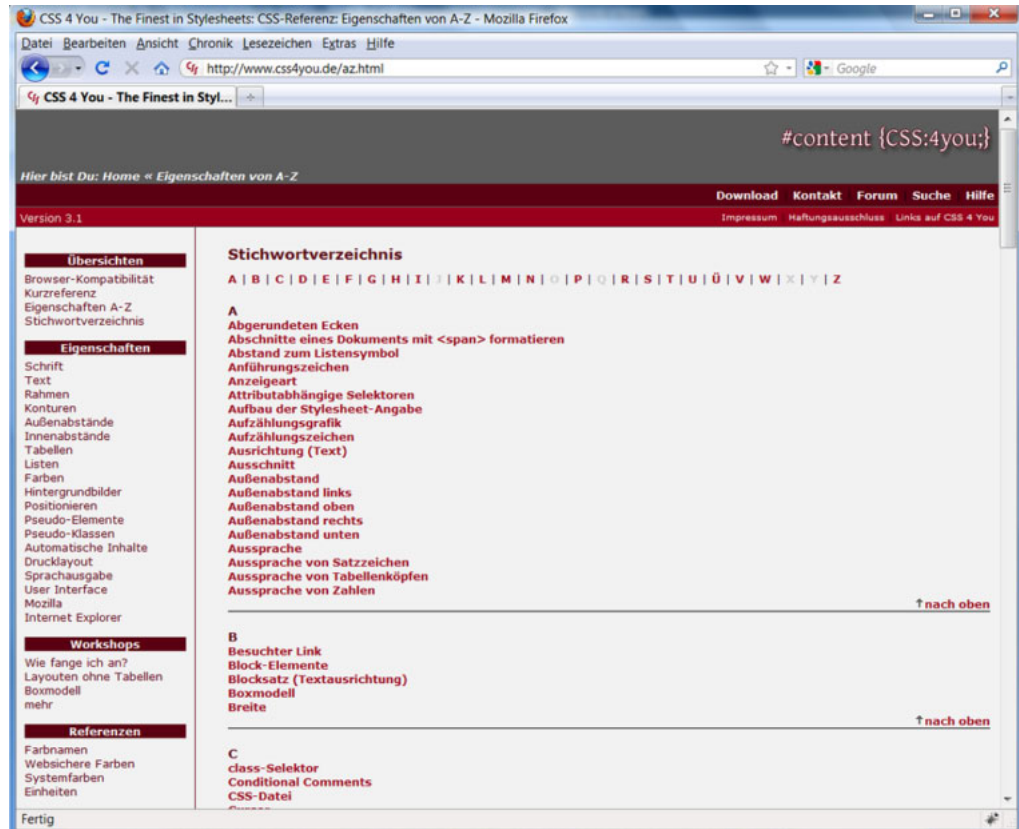 CSS 4 You - The Finest in Stylesheets: CSS-Referenz: Eigenschaften von A-Z - Mozilla Firefox
Datei Bearbeiten Ansicht Chronik Lesezeichen Extras Hilfe
http://www.css4you.de/az.html
Google
CSS 4 You - The Finest in Styl...
#content {CSS:4you;}
Hier bist Du: Home « Eigenschaften von A-Z
Download Kontakt Forum Suche Hilfe
Version 3.1
Impressum Haftungsausschluss Links auf CSS 4 You
Übersichten
Browser-Kompatibilität
Kurzreferenz
Eigenschaften A-Z
Stichwortverzeichnis
Eigenschaften
Schrift
Text
Rahmen
Konturen
Außenabstände
Innenabstände
Tabellen
Listen
Farben
Hintergrundbilder
Positionieren
Pseudo-Elemente
Pseudo-Klassen
Automatische Inhalte
Drucklayout
Sprachausgabe
User Interface
Mozilla
Internet Explorer
Workshops
Wie fange ich an?
Layouten ohne Tabellen
Boxmodell
mehr
Referenzen
Farbnamen
Websichere Farben
Systemfarben
Einheiten
Stichwortverzeichnis
A | B | C | D | E | F | G | H | I | J | K | L | M | N | O | P | Q | R | S | T | U | Ü | V | W | X | Y | Z
A
Abgerundeten Ecken
Abschnitte eines Dokuments mit <span> formatieren
Abstand zum Listensymbol
Anführungszeichen
Anzeigeart
Attributabhängige Selektoren
Aufbau der Stylesheet-Angabe
Aufzählungsgrafik
Aufzählungszeichen
Ausrichtung (Text)
Ausschnitt
Außenabstand
Außenabstand links
Außenabstand oben
Außenabstand rechts
Außenabstand unten
Aussprache
Aussprache von Satzzeichen
Aussprache von Tabellenköpfen
Aussprache von Zahlen
↑nach oben
B
Besuchter Link
Block-Elemente
Blocksatz (Textausrichtung)
Boxmodell
Breite
↑nach oben
C
class-Selektor
Conditional Comments
CSS-Datei
Fertig